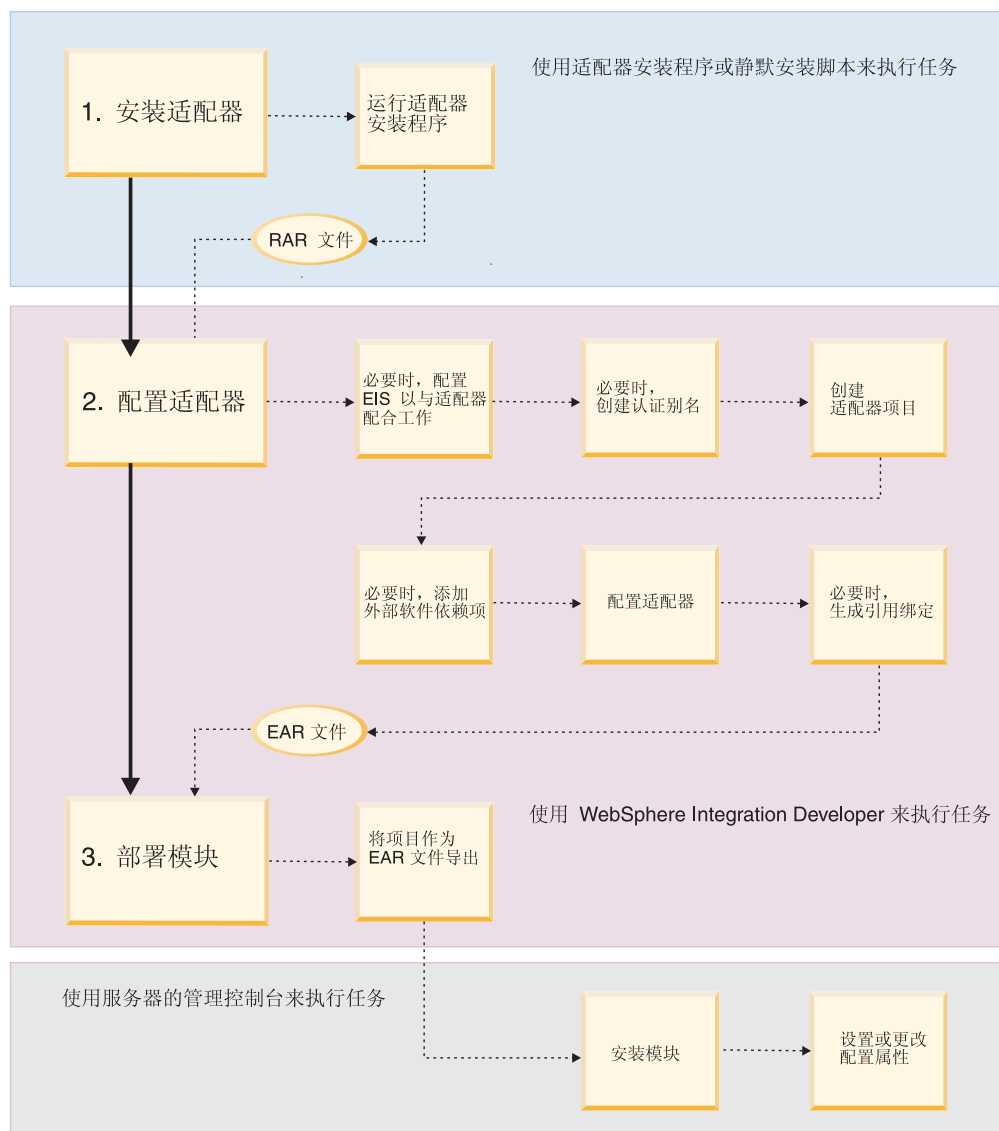 使用适配器安装程序或静默安装脚本来执行任务
1. 安装适配器
运行适配器
安装程序
RAR 文件
2. 配置适配器
必要时，配置
EIS 以与适配器
配合工作
必要时，
创建认证别名
创建
适配器项目
必要时，添加
外部软件依赖项
配置适配器
必要时，
生成引用绑定
EAR 文件
使用 WebSphere Integration Developer 来执行任务
3. 部署模块
将项目作为
EAR 文件导出
使用服务器的管理控制台来执行任务
安装模块
设置或更改
配置属性